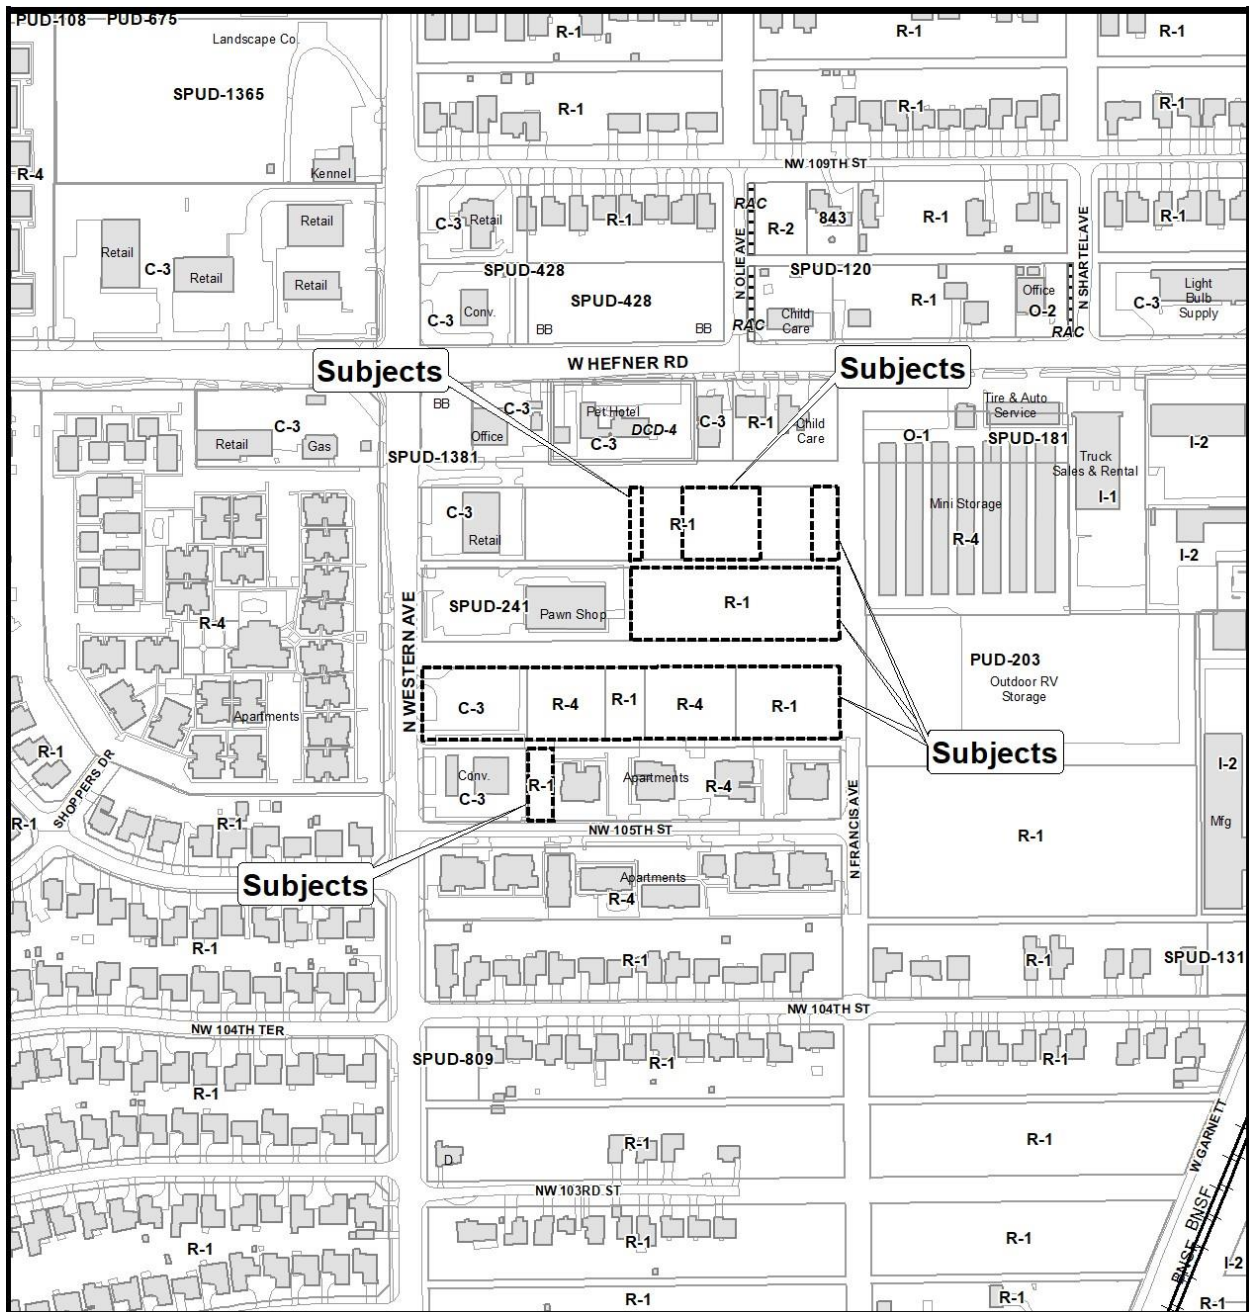 PUD-108 PUD-675
Landscape Co.
R-1
R-1
R-1
SPUD-1365
R-1
R-1
R-1
NW 109TH ST
R-4
Kennel
RAC
Retail
C-3
Retail
R-1
R-2
843
R-1
R-1
N OLIE AVE
N SHARTEL AVE
Retail
C-3
Retail
Retail
SPUD-428
SPUD-428
SPUD-120
R-1
Office
O-2
C-3
Light
Bulb
Supply
C-3
Conv.
BB
BB
RAC
Child
Care
RAC
W HEFNER RD
Subjects
Subjects
BB
C-3
Office
Pet Hotel
DCD-4
C-3
C-3
R-1
Child
Care
Tire & Auto
Service
O-1
SPUD-181
Truck
Sales & Rental
I-2
Retail
C-3
Gas
SPUD-1381
I-1
C-3
Retail
R-1
Mini Storage
R-4
I-2
N WESTERN AVE
SPUD-241
Pawn Shop
R-1
R-4
PUD-203
Outdoor RV
Storage
C-3
R-4
R-1
R-4
R-1
Apartments
Subjects
R-1
SHOPPERS DR
Conv.
C-3
R-1
Apartments
R-4
I-2
R-1
R-1
NW 105TH ST
N FRANCIS AVE
R-1
Mfg
Subjects
Apartments
R-4
R-1
R-1
R-1
SPUD-131
NW 104TH TER
NW 104TH ST
SPUD-809
R-1
R-1
R-1
D
R-1
R-1
W GARNETT
NW 103RD ST
R-1
R-1
R-1
BNSF BNSF
I-2
R-1
R-1
R-1